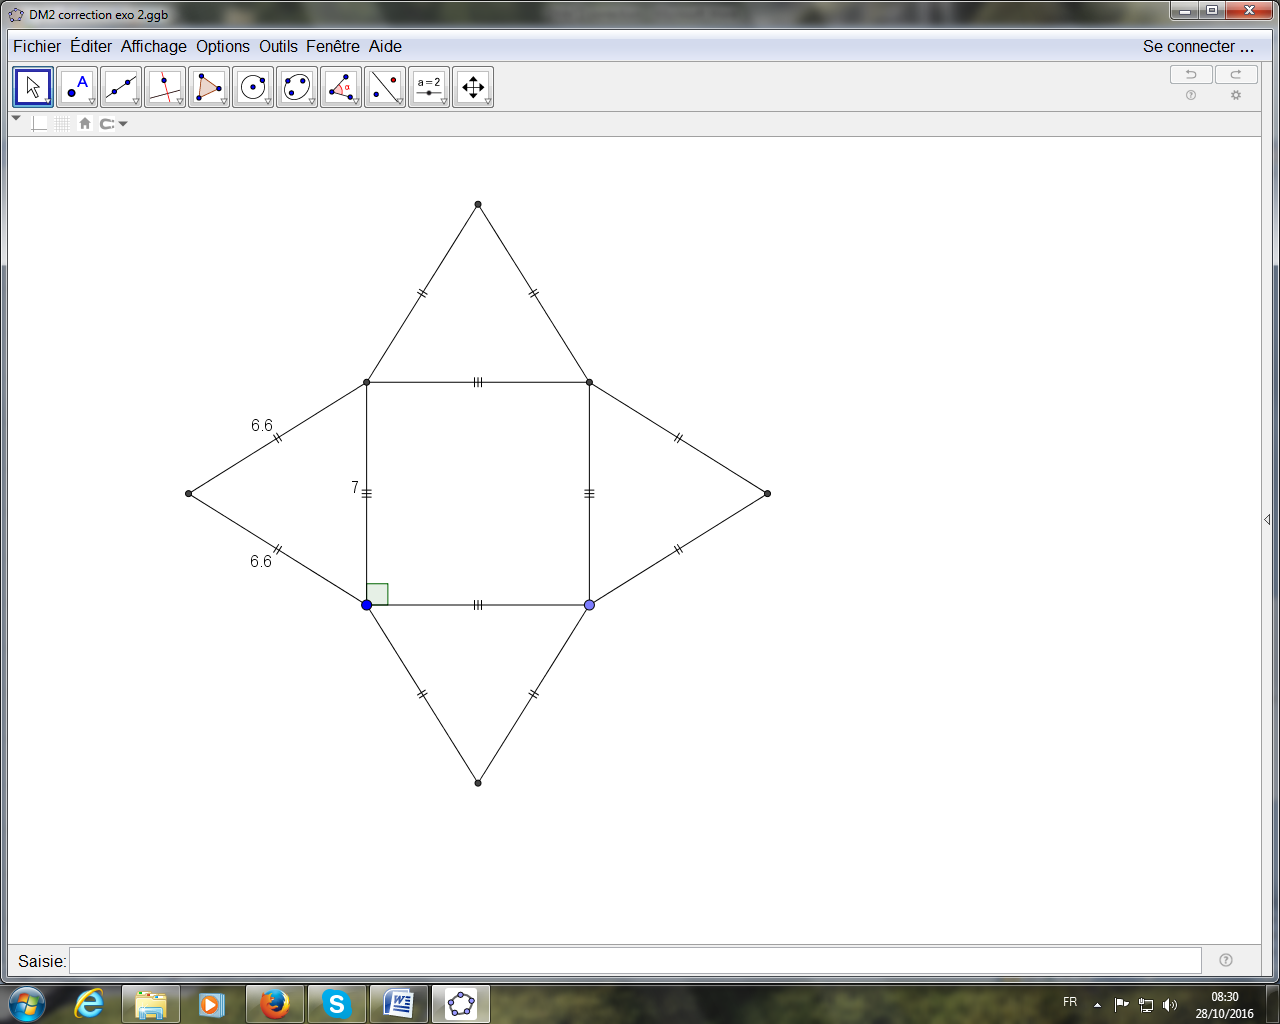 DM2 correction exo 2.ggb
Fichier Éditer Affichage Options Outils Fenêtre Aide Se connecter ...
A
α
a = 2
6.6
7
6.6
Saisie:
FR
08:30
28/10/2016